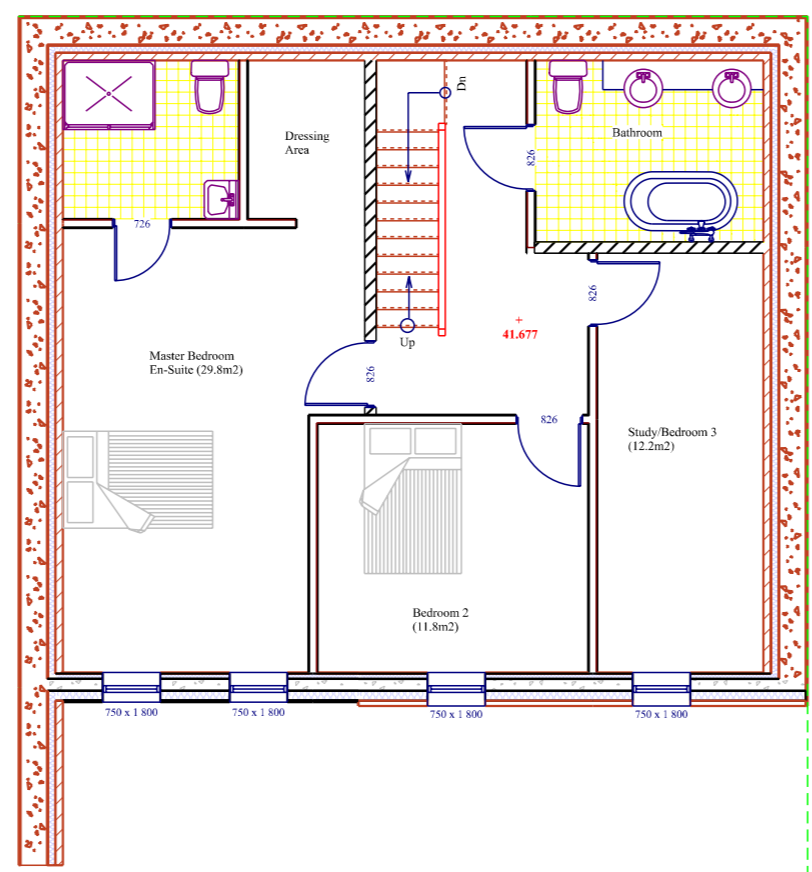 Dn
Dressing
Area
Bathroom
826
726
826
+
41.677
Up
Master Bedroom
En-Suite (29.8m2)
826
826
Study/Bedroom 3
(12.2m2)
Bedroom 2
(11.8m2)
750 x 1 800
750 x 1 800
750 x 1 800
750 x 1 800